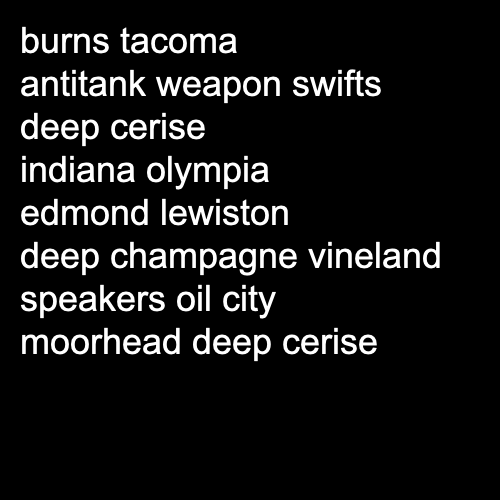 burns tacoma
antitank weapon swifts
deep cerise
indiana olympia
edmond lewiston
deep champagne vineland
speakers oil city
moorhead deep cerise